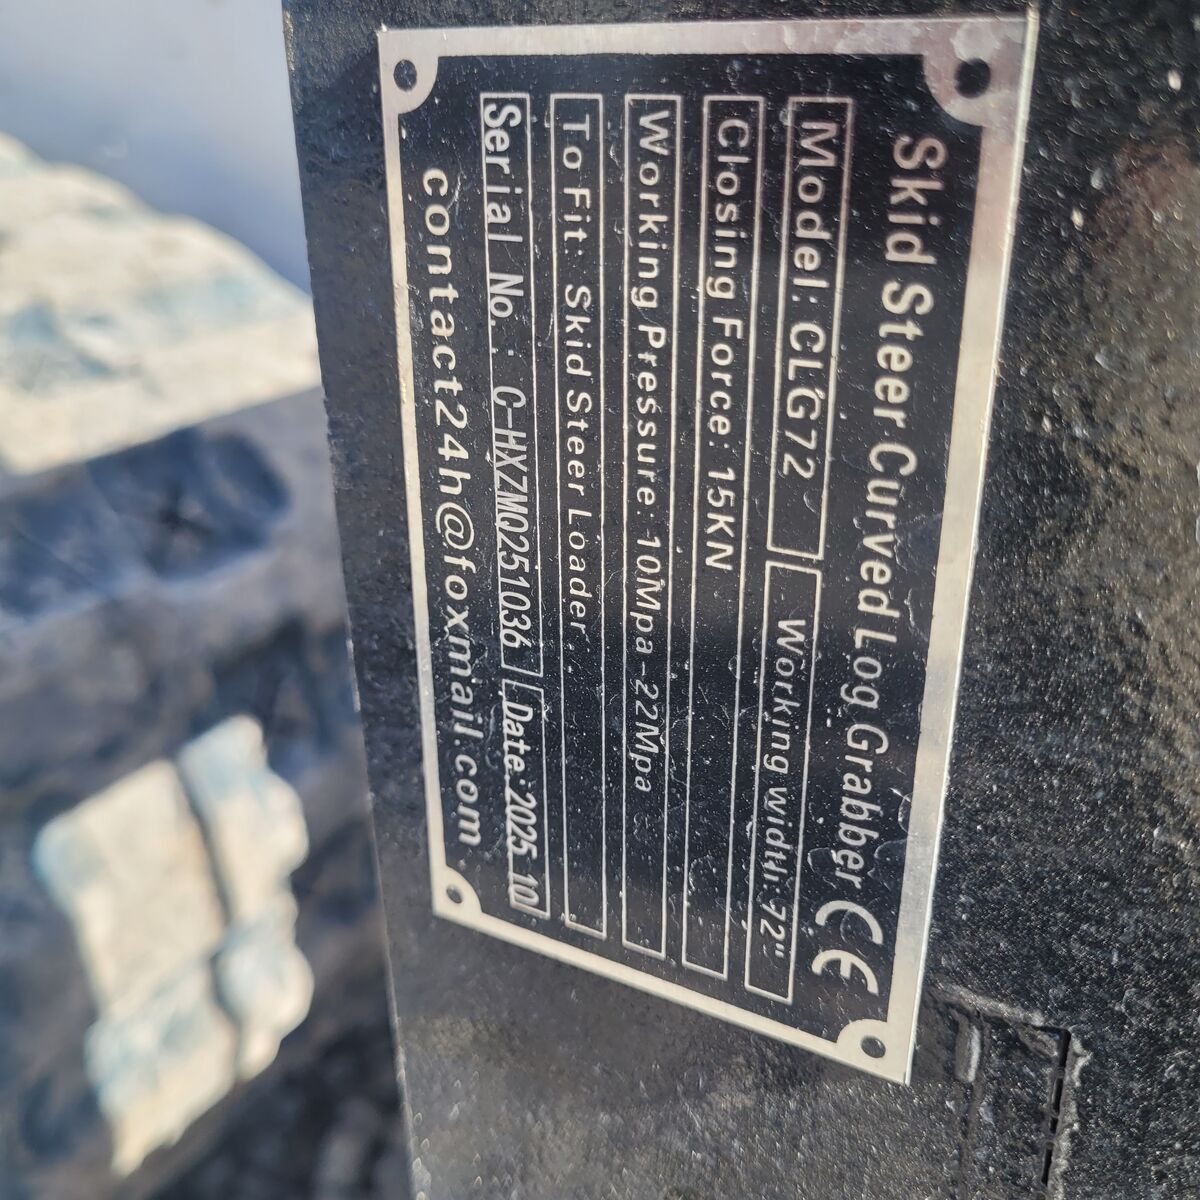 Skid Steer Curved Log Grabber CE
Model: CLG72 Working Width: 72"
Closing Force: 15KN
Working Pressure: 10Mpa-22Mpa
To Fit: Skid Steer Loader
Serial No.: C-HXZMQ251036 Date: 2025.10
contact24h@foxmail.com